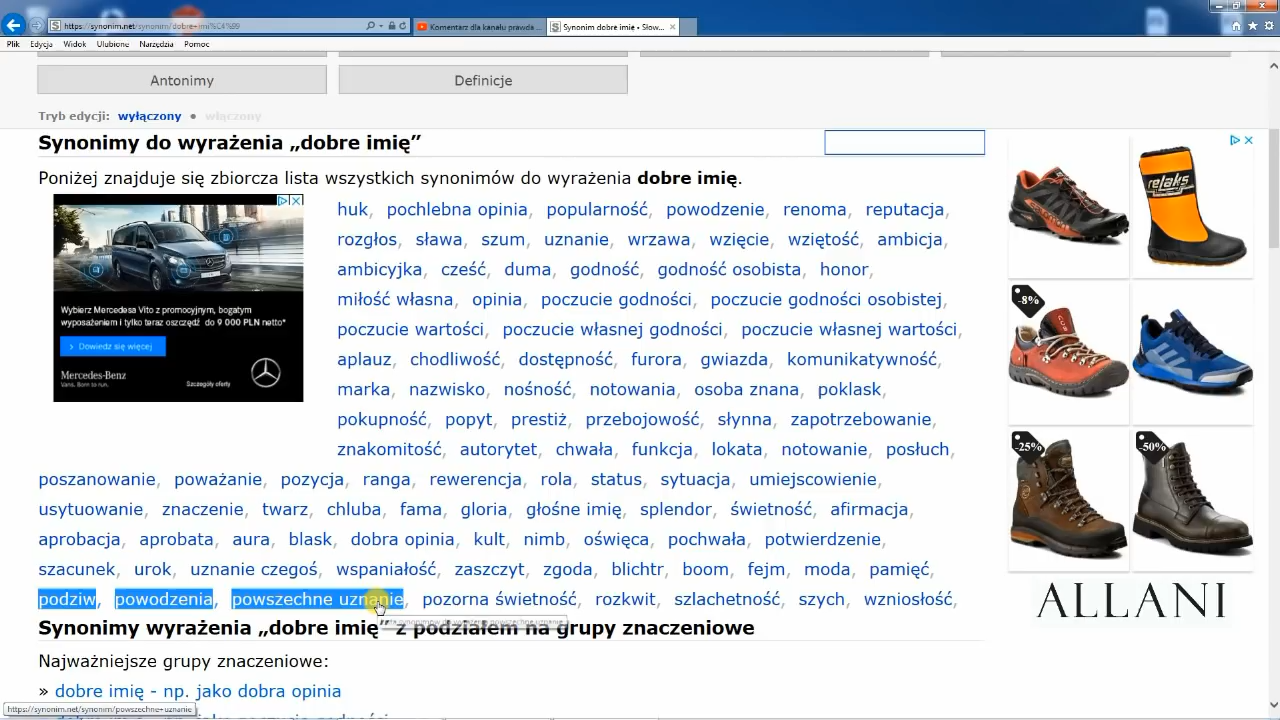 https://synonim.net/synonim/dobre+imi%C4%99
Komentarz dla kanału prawda ...
Synonim dobre imię • Słow...
Plik Edycja Widok Ulubione Narzędzia Pomoc
Antonimy
Definicje
Tryb edycji: wyłączony • włączony
Synonimy do wyrażenia „dobre imię”
Poniżej znajduje się zbiorcza lista wszystkich synonimów do wyrażenia dobre imię.
huk, pochlebna opinia, popularność, powodzenie, renoma, reputacja,
rozgłos, sława, szum, uznanie, wrzawa, wzięcie, wziętość, ambicja,
ambicyjka, cześć, duma, godność, godność osobista, honor,
miłość własna, opinia, poczucie godności, poczucie godności osobistej,
poczucie wartości, poczucie własnej godności, poczucie własnej wartości,
aplauz, chodliwość, dostępność, furora, gwiazda, komunikatywność,
marka, nazwisko, nośność, notowania, osoba znana, poklask,
pokupność, popyt, prestiż, przebojowość, słynna, zapotrzebowanie,
znakomitość, autorytet, chwała, funkcja, lokata, notowanie, posłuch,
poszanowanie, poważanie, pozycja, ranga, rewerencja, rola, status, sytuacja, umiejscowienie,
usytuowanie, znaczenie, twarz, chluba, fama, gloria, głośne imię, splendor, świetność, afirmacja,
aprobacja, aprobata, aura, blask, dobra opinia, kult, nimb, oświęca, pochwała, potwierdzenie,
szacunek, urok, uznanie czegoś, wspaniałość, zaszczyt, zgoda, blichtr, boom, fejm, moda, pamięć,
podziw, powodzenia, powszechne uznanie, pozorna świetność, rozkwit, szlachetność, szych, wzniosłość,
Wybierz Mercedesa Vito z promocyjnym, bogatym
wyposażeniem i tylko teraz oszczędź do 9 000 PLN netto*
> Dowiedz się więcej
Mercedes-Benz
Vans. Born to run.
Szczegóły oferty
relaks
-8%
-25%
-50%
ALLANI
Synonimy wyrażenia „dobre imię” z podziałem na grupy znaczeniowe
Najważniejsze grupy znaczeniowe:
» dobre imię - np. jako dobra opinia
https://synonim.net/synonim/powszechne+uznanie